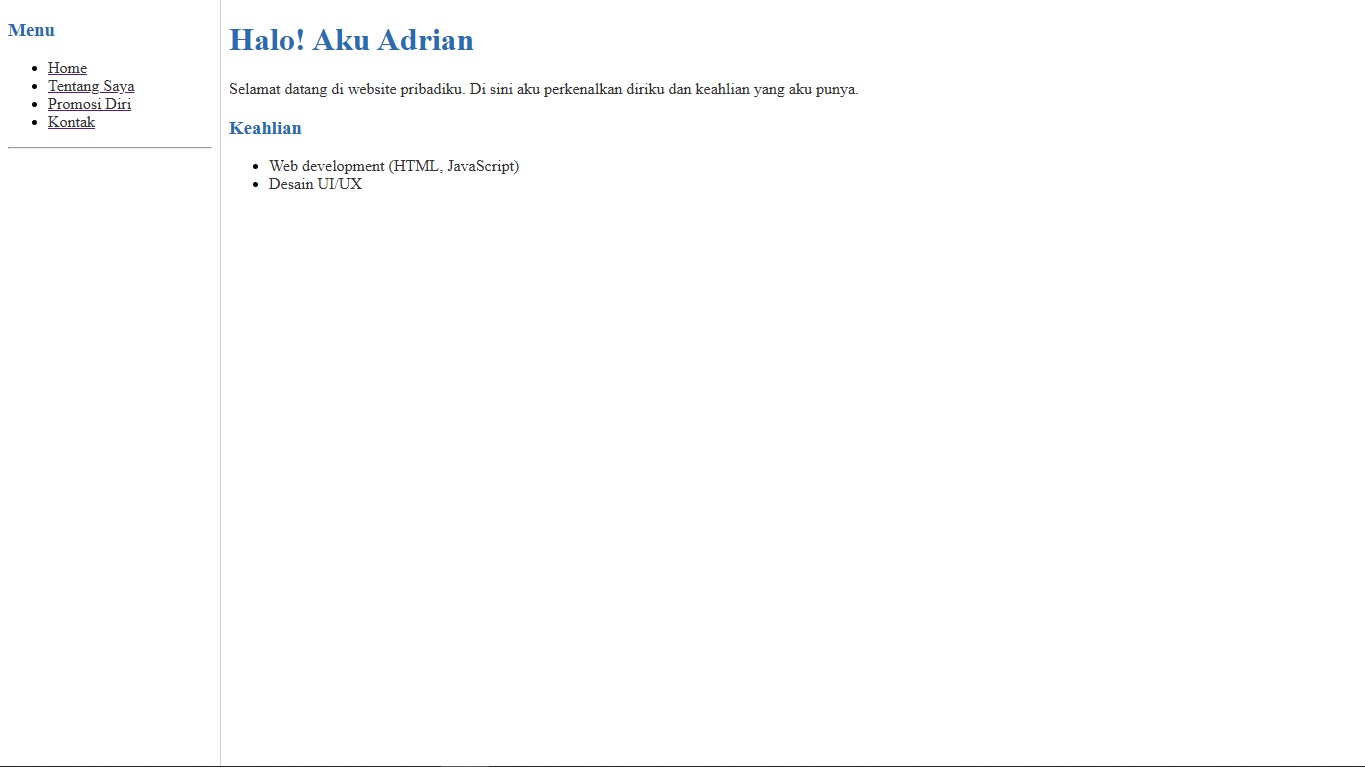 Menu
Home
Tentang Saya
Promosi Diri
Kontak
Halo! Aku Adrian
Selamat datang di website pribadiku. Di sini aku perkenalkan diriku dan keahlian yang aku punya.
Keahlian
Web development (HTML, JavaScript)
Desain UI/UX